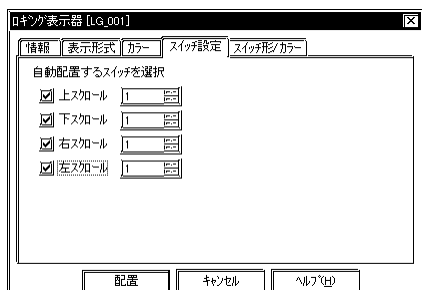 ﾛｷﾝｸﾞ表示器 [LG_001]
情報 表示形式 ｶﾗｰ ｽｲｯﾁ設定 ｽｲｯﾁ形/ｶﾗｰ
自動配置するｽｲｯﾁを選択
上ｽｸﾛｰﾙ 1
下ｽｸﾛｰﾙ 1
右ｽｸﾛｰﾙ 1
左ｽｸﾛｰﾙ 1
配置 ｷｬﾝｾﾙ ﾍﾙﾌﾟ(H)